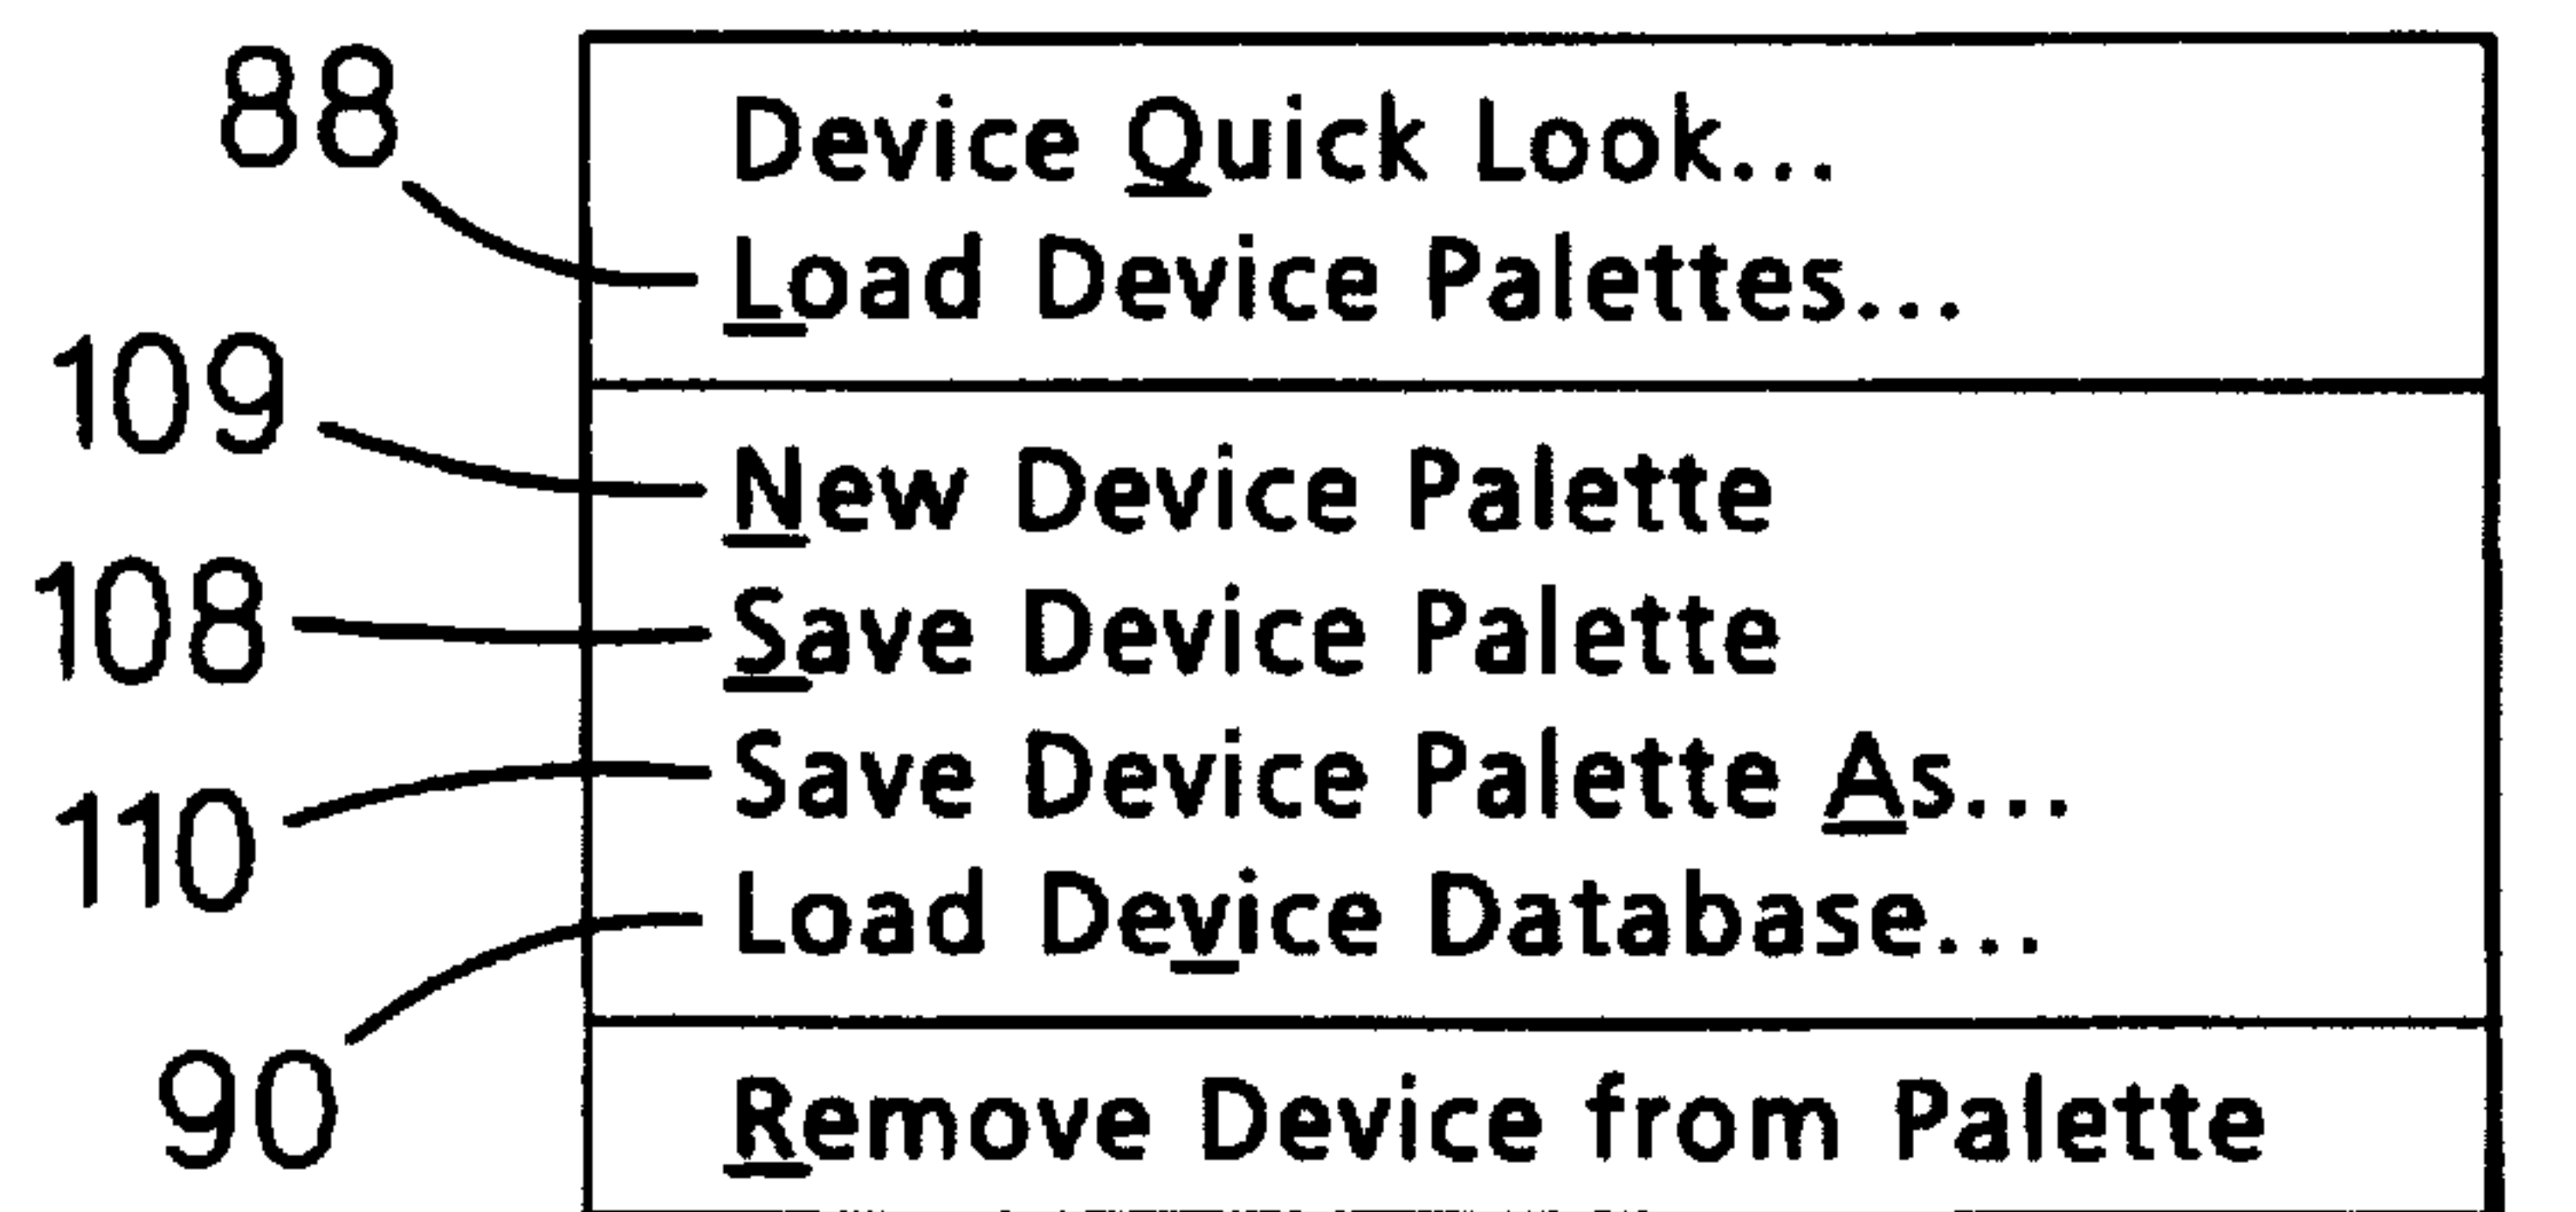 88
Device Quick Look...
Load Device Palettes...
109
New Device Palette
108
Save Device Palette
110
Save Device Palette As...
Load Device Database...
90
Remove Device from Palette